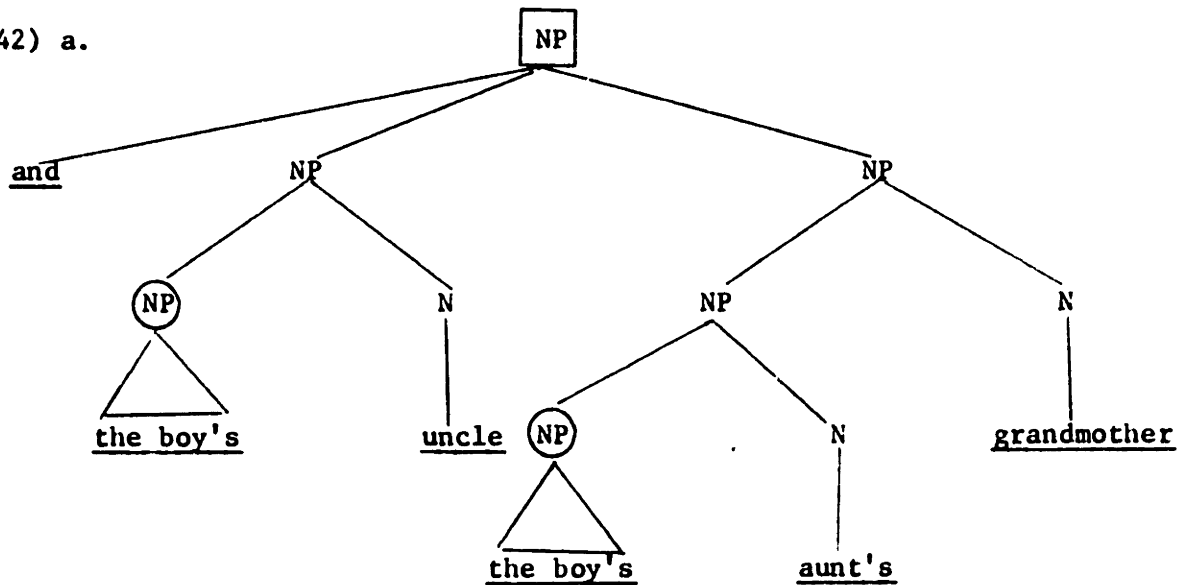 42) a.
NP
and NP NP
NP N NP N
the boy's uncle NP N grandmother
the boy's aunt's